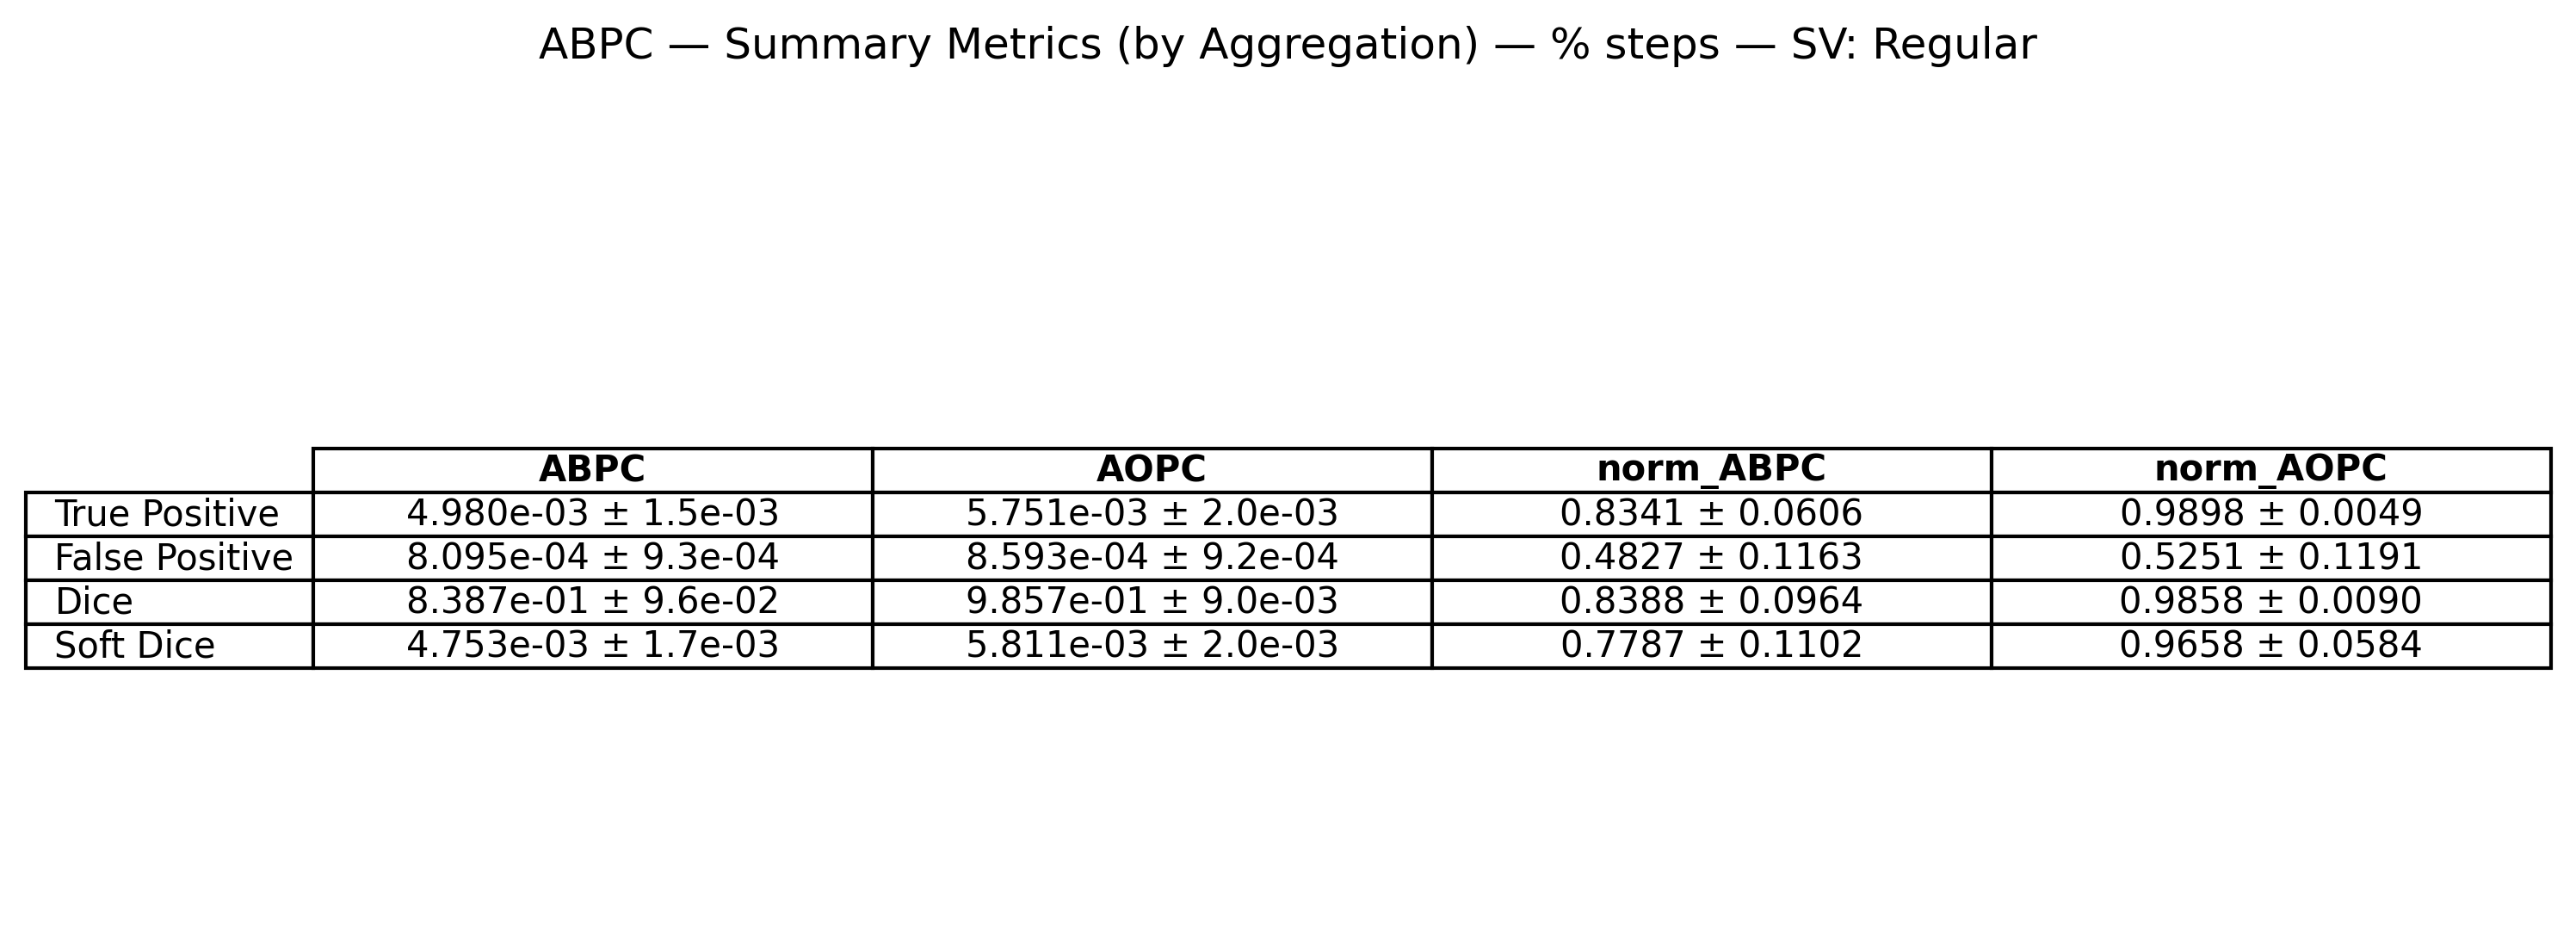 ABPC — Summary Metrics (by Aggregation) — % steps — SV: Regular
ABPC AOPC norm_ABPC norm_AOPC
True Positive 4.980e-03 ± 1.5e-03 5.751e-03 ± 2.0e-03 0.8341 ± 0.0606 0.9898 ± 0.0049
False Positive 8.095e-04 ± 9.3e-04 8.593e-04 ± 9.2e-04 0.4827 ± 0.1163 0.5251 ± 0.1191
Dice 8.387e-01 ± 9.6e-02 9.857e-01 ± 9.0e-03 0.8388 ± 0.0964 0.9858 ± 0.0090
Soft Dice 4.753e-03 ± 1.7e-03 5.811e-03 ± 2.0e-03 0.7787 ± 0.1102 0.9658 ± 0.0584